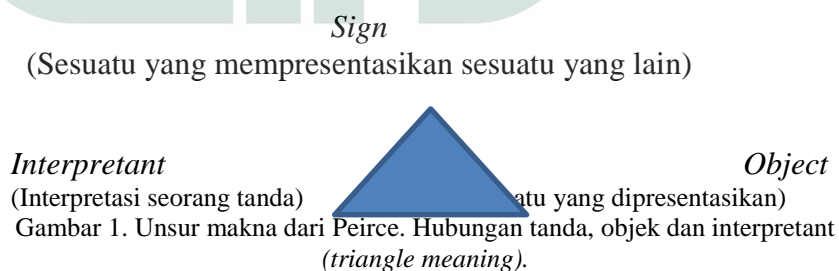 Sign
(Sesuatu yang mempresentasikan sesuatu yang lain)
Interpretant Object
(Interpretasi seorang tanda) yang dipresentasikan)
Gambar 1. Unsur makna dari Peirce. Hubungan tanda, objek dan interpretant
(triangle meaning).